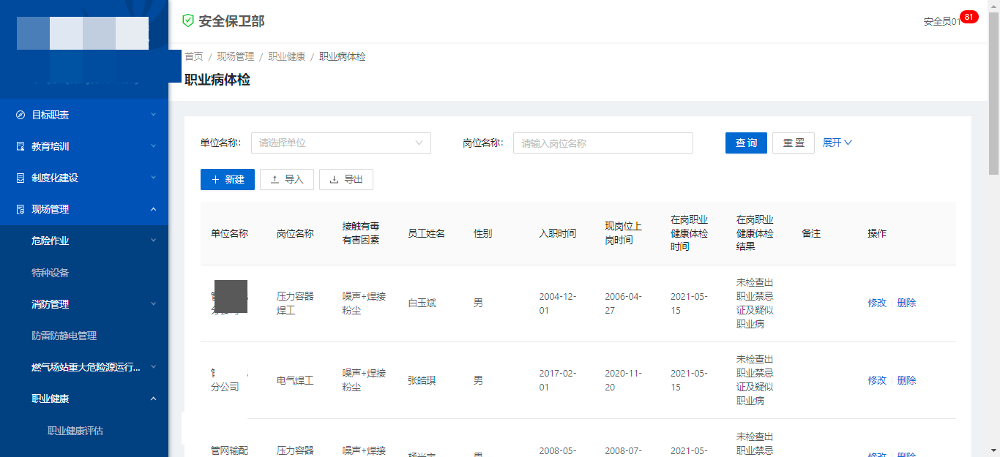 安全保卫部
安全员01
81
首页 / 现场管理 / 职业健康 / 职业病体检
职业病体检
目标职责
教育培训
制度化建设
现场管理
危险作业
特种设备
消防管理
防雷防静电管理
燃气场站重大危险源运行...
职业健康
职业健康评估
单位名称: 请选择单位
岗位名称: 请输入岗位名称
查 询
重 置
展开
新建
导入
导出
单位名称
岗位名称
接触有毒
有害因素
员工姓名
性别
入职时间
现岗位上
岗时间
在岗职业
健康体检
时间
在岗职业
健康体检
结果
备注
操作
压力容器
焊工
噪声+焊接
粉尘
白玉斌
男
2004-12-
01
2006-04-
27
2021-05-
15
未检查出
职业禁忌
证及疑似
职业病
修改
删除
分公司
电气焊工
噪声+焊接
粉尘
张皓琪
男
2017-02-
01
2020-11-
20
2021-05-
15
未检查出
职业禁忌
证及疑似
职业病
修改
删除
管网输配
压力容器
噪声+焊接
男
2008-05-
2008-07-
2021-05-
未检查出
职业禁忌
修改
删除